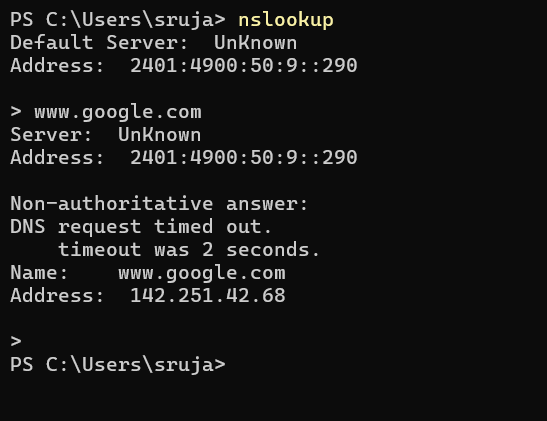 PS C:\Users\sruja> nslookup
Default Server:  UnKnown
Address:  2401:4900:50:9::290

> www.google.com
Server:  UnKnown
Address:  2401:4900:50:9::290

Non-authoritative answer:
DNS request timed out.
    timeout was 2 seconds.
Name:    www.google.com
Address:  142.251.42.68

>
PS C:\Users\sruja>